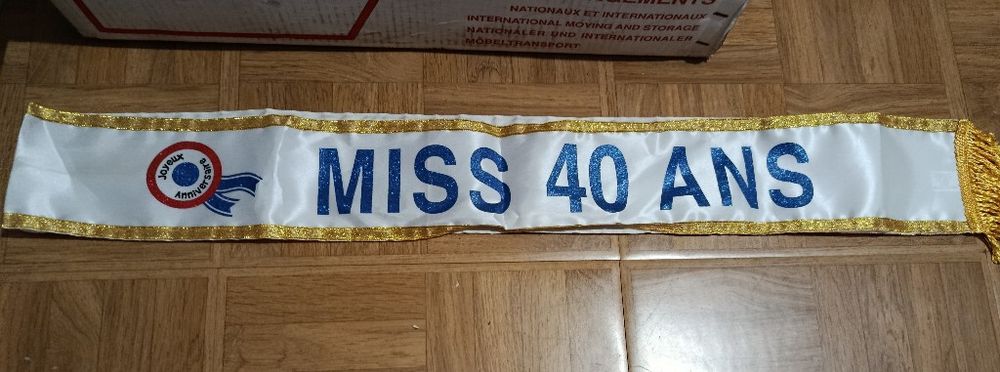 NATIONAUX ET INTERNATIONAUX
INTERNATIONAL MOVING AND STORAGE
NATIONALER UND INTERNATIONALER
MÖBELTRANSPORT
Joyeux
Anniversaire
MISS 40 ANS